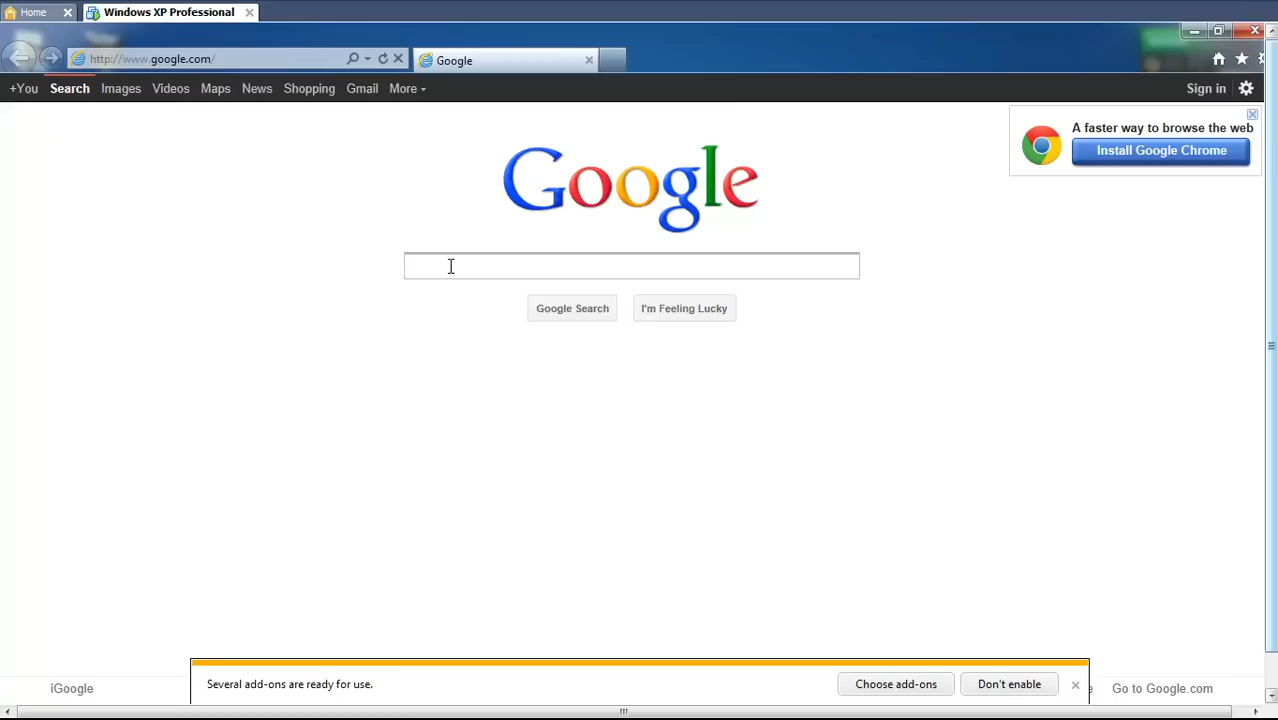 Home
Windows XP Professional
http://www.google.com/
Google
+You Search Images Videos Maps News Shopping Gmail More
Sign in
A faster way to browse the web
Install Google Chrome
Google
Google Search I'm Feeling Lucky
Several add-ons are ready for use. Choose add-ons Don't enable
iGoogle
Go to Google.com